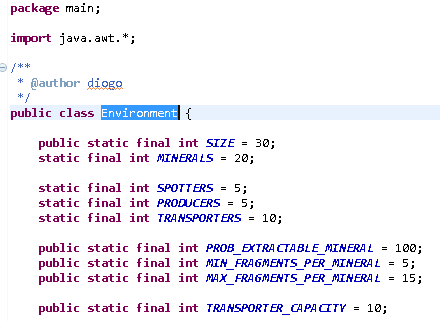 package main;
import java.awt.*;
/**
* @author diogo
*/
public class Environment {
public static final int SIZE = 30;
static final int MINERALS = 20;
static final int SPOTTERS = 5;
static final int PRODUCERS = 5;
static final int TRANSPORTERS = 10;
public static final int PROB_EXTRACTABLE_MINERAL = 100;
public static final int MIN_FRAGMENTS_PER_MINERAL = 5;
public static final int MAX_FRAGMENTS_PER_MINERAL = 15;
public static final int TRANSPORTER_CAPACITY = 10;